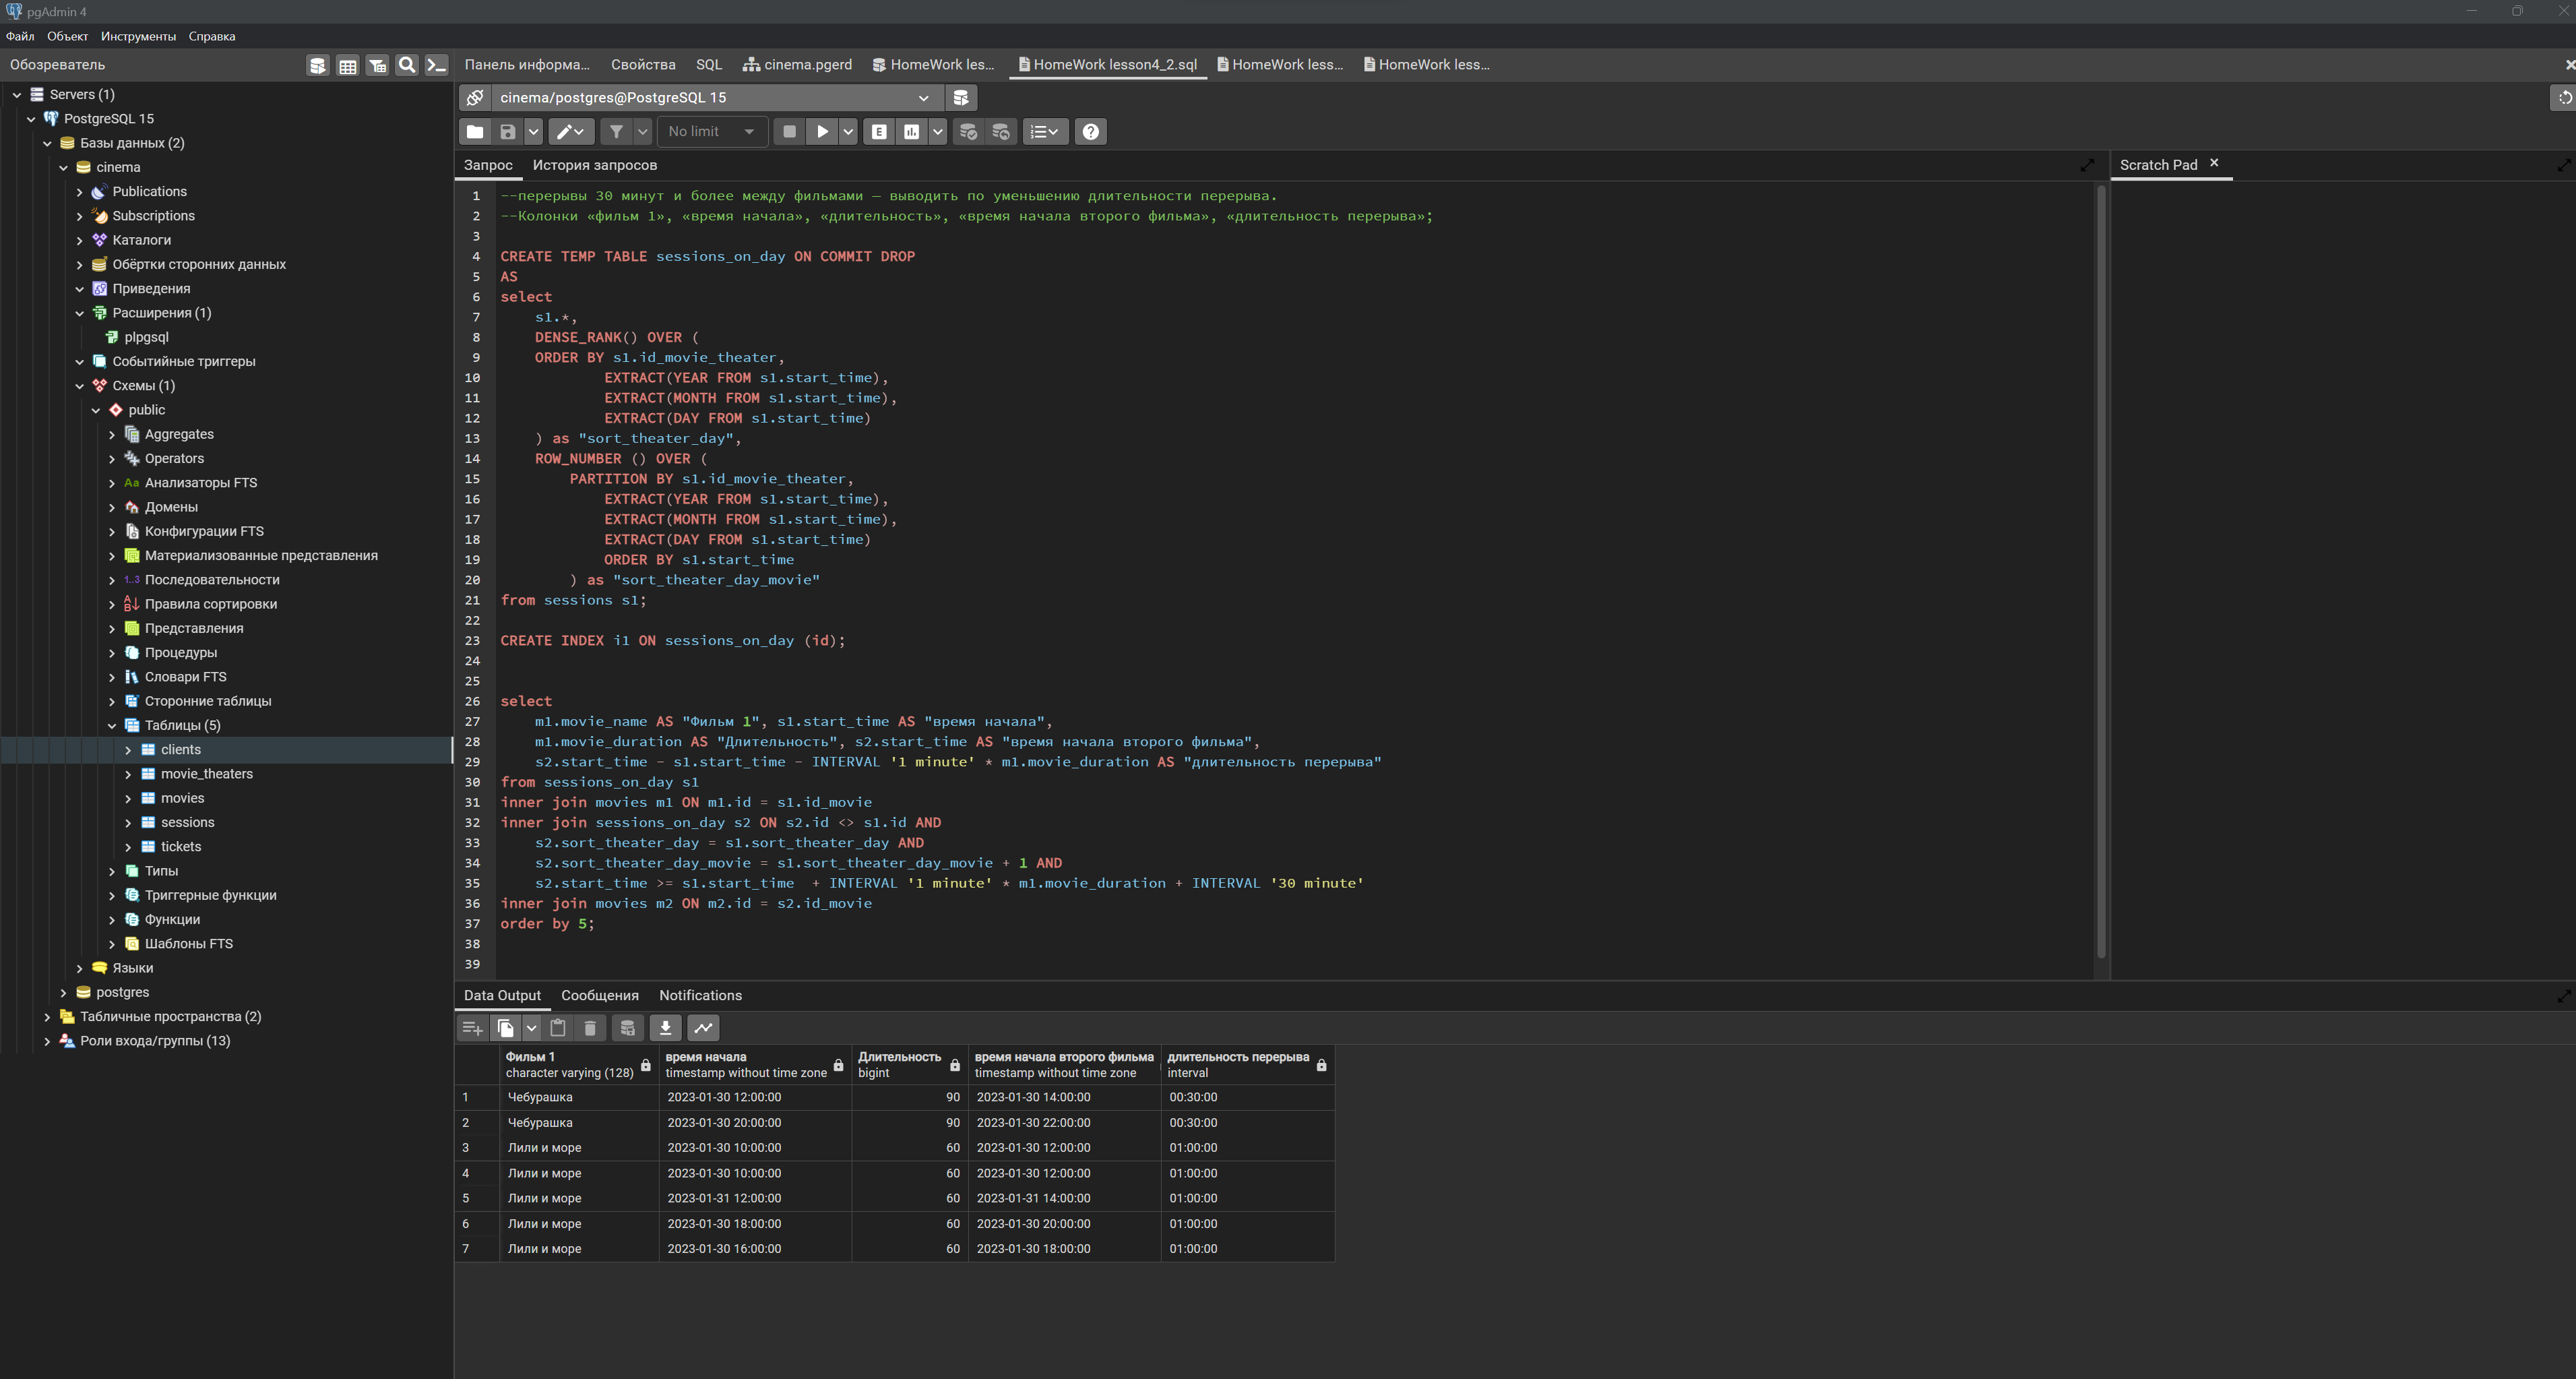 pgAdmin 4
Файл Объект Инструменты Справка
Обозреватель
Servers (1)
PostgreSQL 15
Базы данных (2)
cinema
Publications
Subscriptions
Каталоги
Обёртки сторонних данных
Приведения
Расширения (1)
plpgsql
Событийные триггеры
Схемы (1)
public
Aggregates
Operators
Aa Анализаторы FTS
Домены
Конфигурации FTS
Материализованные представления
1..3 Последовательности
Правила сортировки
Представления
Процедуры
Словари FTS
Сторонние таблицы
Таблицы (5)
clients
movie_theaters
movies
sessions
tickets
Типы
Триггерные функции
Функции
Шаблоны FTS
Языки
postgres
Табличные пространства (2)
Роли входа/группы (13)
Панель информа... Свойства SQL cinema.pgerd HomeWork les... HomeWork lesson4_2.sql HomeWork less... HomeWork less...
cinema/postgres@PostgreSQL 15
No limit E
Запрос История запросов
Scratch Pad
1 --перерывы 30 минут и более между фильмами — выводить по уменьшению длительности перерыва.
2 --Колонки «фильм 1», «время начала», «длительность», «время начала второго фильма», «длительность перерыва»;
3
4 CREATE TEMP TABLE sessions_on_day ON COMMIT DROP
5 AS
6 select
7 s1.*,
8 DENSE_RANK() OVER (
9 ORDER BY s1.id_movie_theater,
10 EXTRACT(YEAR FROM s1.start_time),
11 EXTRACT(MONTH FROM s1.start_time),
12 EXTRACT(DAY FROM s1.start_time)
13 ) as "sort_theater_day",
14 ROW_NUMBER () OVER (
15 PARTITION BY s1.id_movie_theater,
16 EXTRACT(YEAR FROM s1.start_time),
17 EXTRACT(MONTH FROM s1.start_time),
18 EXTRACT(DAY FROM s1.start_time)
19 ORDER BY s1.start_time
20 ) as "sort_theater_day_movie"
21 from sessions s1;
22
23 CREATE INDEX i1 ON sessions_on_day (id);
24
25
26 select
27 m1.movie_name AS "Фильм 1", s1.start_time AS "время начала",
28 m1.movie_duration AS "Длительность", s2.start_time AS "время начала второго фильма",
29 s2.start_time - s1.start_time - INTERVAL '1 minute' * m1.movie_duration AS "длительность перерыва"
30 from sessions_on_day s1
31 inner join movies m1 ON m1.id = s1.id_movie
32 inner join sessions_on_day s2 ON s2.id <> s1.id AND
33 s2.sort_theater_day = s1.sort_theater_day AND
34 s2.sort_theater_day_movie = s1.sort_theater_day_movie + 1 AND
35 s2.start_time >= s1.start_time + INTERVAL '1 minute' * m1.movie_duration + INTERVAL '30 minute'
36 inner join movies m2 ON m2.id = s2.id_movie
37 order by 5;
38
39
Data Output Сообщения Notifications
Фильм 1 время начала Длительность время начала второго фильма длительность перерыва
character varying (128) timestamp without time zone bigint timestamp without time zone interval
1 Чебурашка 2023-01-30 12:00:00 90 2023-01-30 14:00:00 00:30:00
2 Чебурашка 2023-01-30 20:00:00 90 2023-01-30 22:00:00 00:30:00
3 Лили и море 2023-01-30 10:00:00 60 2023-01-30 12:00:00 01:00:00
4 Лили и море 2023-01-30 10:00:00 60 2023-01-30 12:00:00 01:00:00
5 Лили и море 2023-01-31 12:00:00 60 2023-01-31 14:00:00 01:00:00
6 Лили и море 2023-01-30 18:00:00 60 2023-01-30 20:00:00 01:00:00
7 Лили и море 2023-01-30 16:00:00 60 2023-01-30 18:00:00 01:00:00